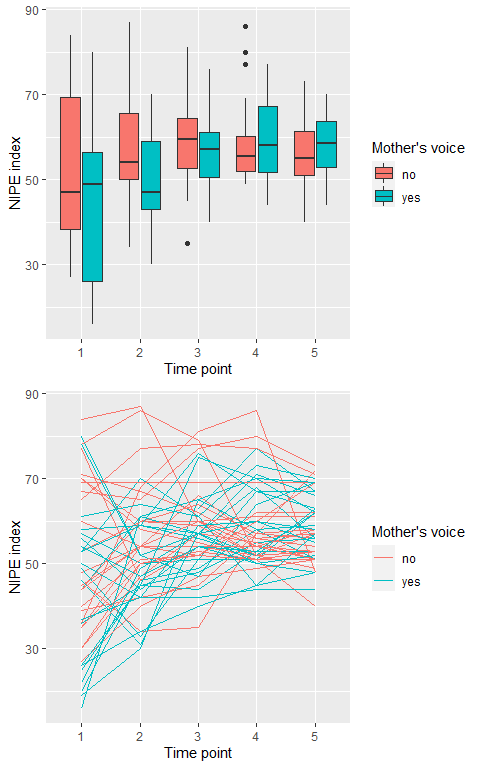 90
70
50
30
NIPE index
1 2 3 4 5
Time point
Mother's voice
no
yes
90
70
50
30
NIPE index
1 2 3 4 5
Time point
Mother's voice
no
yes